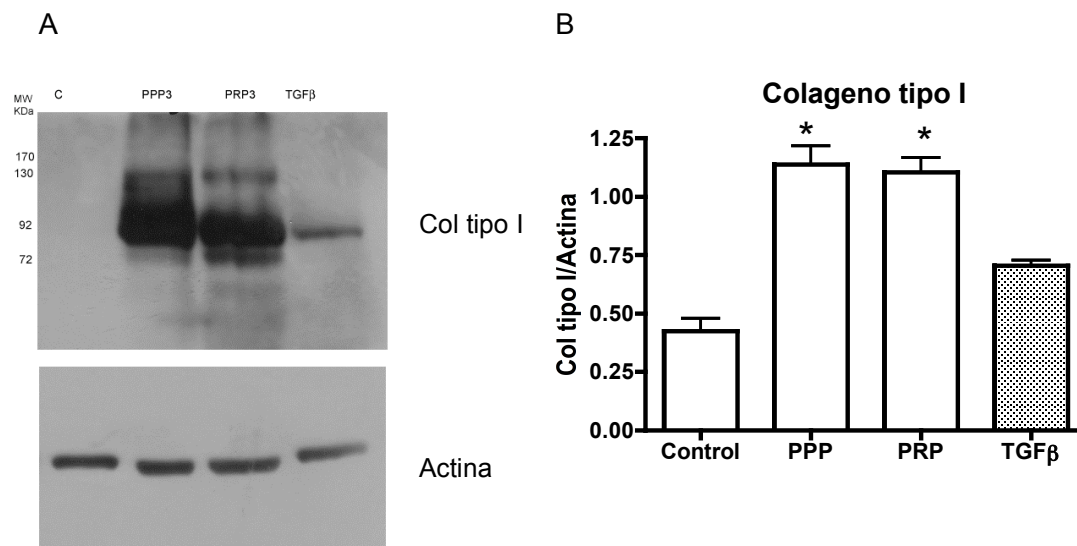 A
B
C PPP3 PRP3 TGFβ
MW
KDa
170
130
92
72
Col tipo I
Actina
Colageno tipo I
Col tipo I/Actina
1.25
1.00
0.75
0.50
0.25
0.00
* *
Control PPP PRP TGFβ